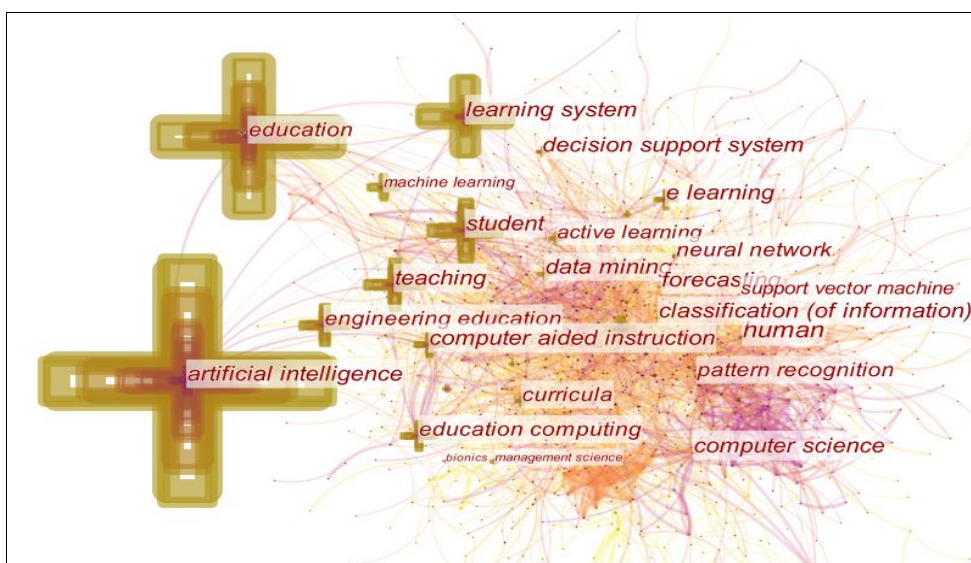 learning system
education
decision support system
machine learning
e learning
student
active learning
neural network
teaching
data mining
forecasting
support vector machine
classification (of information)
engineering education
human
computer aided instruction
artificial intelligence
pattern recognition
curricula
education computing
computer science
bionics
management science